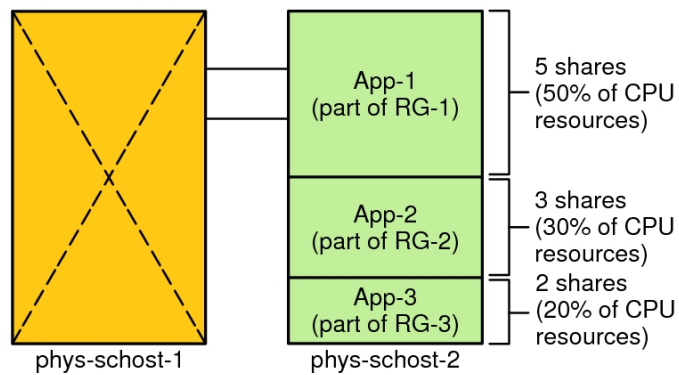 App-1
(part of RG-1)
5 shares
(50% of CPU
resources)
App-2
(part of RG-2)
3 shares
(30% of CPU
resources)
App-3
(part of RG-3)
2 shares
(20% of CPU
resources)
phys-schost-1
phys-schost-2